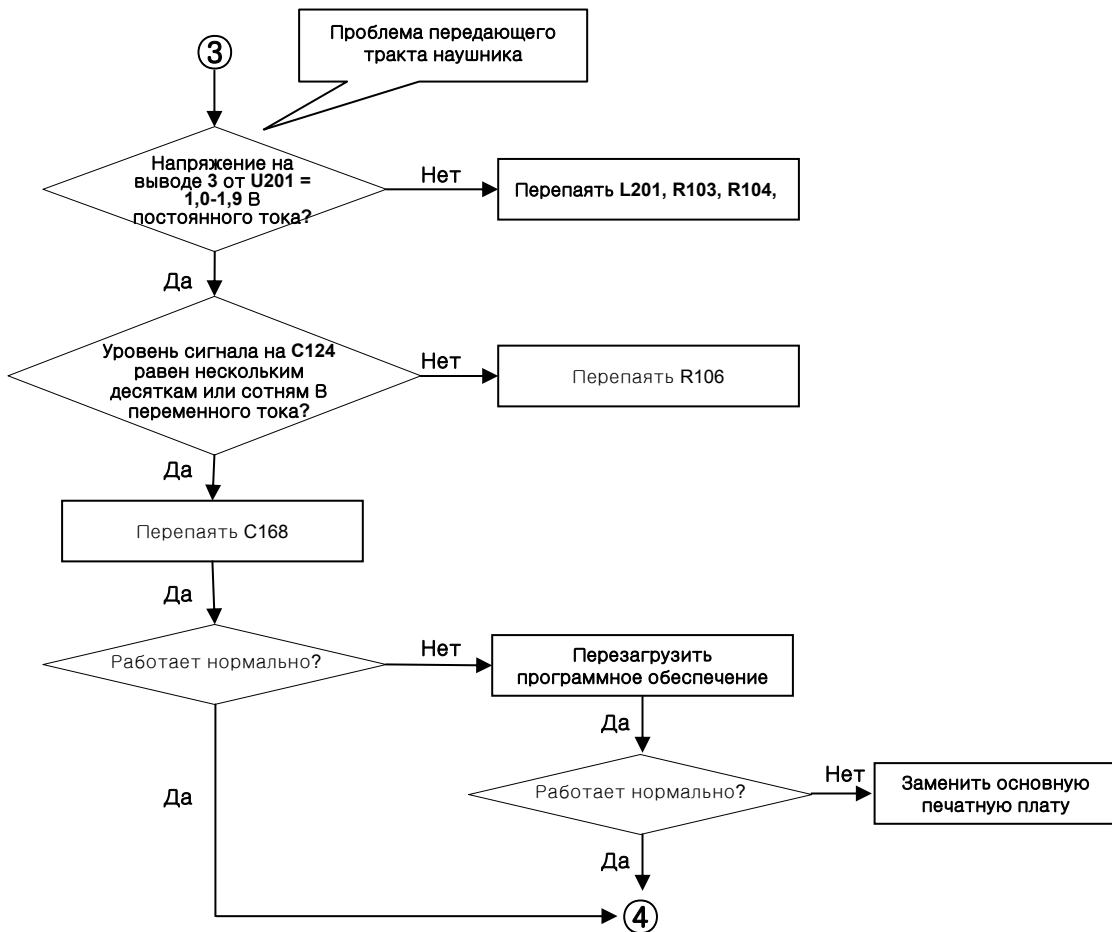 Проблема передающего
тракта наушника
3
Напряжение на
выводе 3 от U201 =
1,0-1,9 В
постоянного тока?
Нет
Перепаять L201, R103, R104,
Да
Уровень сигнала на C124
равен нескольким
десяткам или сотням В
переменного тока?
Нет
Перепаять R106
Да
Перепаять C168
Да
Работает нормально?
Нет
Перезагрузить
программное обеспечение
Да
Да
Работает нормально?
Нет
Заменить основную
печатную плату
Да
4